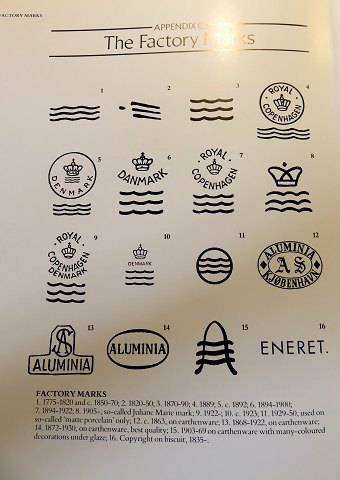 FACTORY MARKS
APPENDIX C
The Factory Marks
1
2
3
4
ROYAL
COPENHAGEN
5
DENMARK
6
DANMARK
7
ROYAL
COPENHAGEN
8
9
ROYAL
COPENHAGEN
DENMARK
10
DENMARK
11
12
ALUMINIA
AS
KJØBENHAVN
13
ALUMINIA
14
ALUMINIA
15
16
ENERET.
FACTORY MARKS
1. 1775-1820 and c. 1850-70; 2. 1820-50; 3. 1870-90; 4. 1889; 5. c. 1892; 6. 1894-1900;
7. 1894-1922; 8. 1905-, so-called Juliane Marie mark; 9. 1922-; 10. c. 1923; 11. 1929-50, used on
so-called 'matte porcelain' only; 12. c. 1863, on earthenware; 13. 1868-1922, on earthenware;
14. 1872-1930, on earthenware, best quality; 15. 1903-69 on earthenware with many-coloured
decorations under glaze; 16. Copyright on biscuit, 1835-.